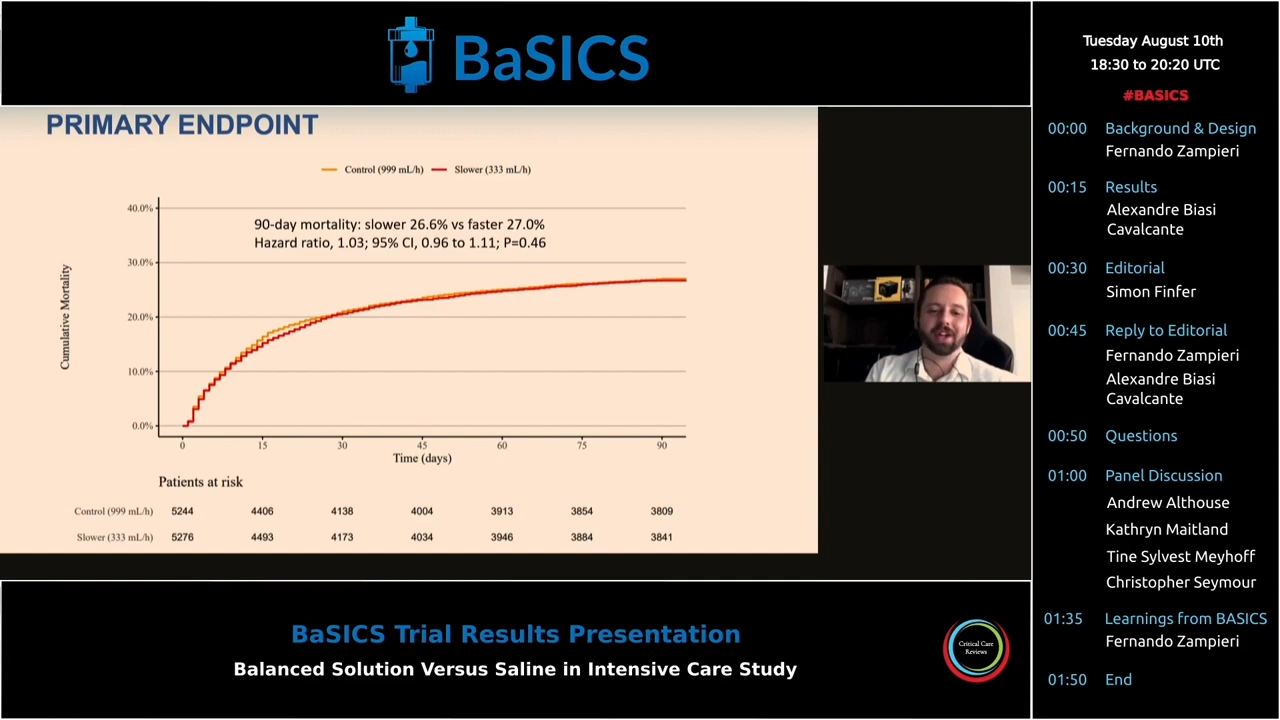 BaSICS
PRIMARY ENDPOINT
Control (999 mL/h) Slower (333 mL/h)
90-day mortality: slower 26.6% vs faster 27.0%
Hazard ratio, 1.03; 95% CI, 0.96 to 1.11; P=0.46
Cumulative Mortality
40.0%
30.0%
20.0%
10.0%
0.0%
0 15 30 45 60 75 90
Time (days)
Patients at risk
Control (999 mL/h) 5244 4406 4138 4004 3913 3854 3809
Slower (333 mL/h) 5276 4493 4173 4034 3946 3884 3841
BaSICS Trial Results Presentation
Balanced Solution Versus Saline in Intensive Care Study
Critical Care
Reviews
Tuesday August 10th
18:30 to 20:20 UTC
#BASICS
00:00 Background & Design
Fernando Zampieri
00:15 Results
Alexandre Biasi
Cavalcante
00:30 Editorial
Simon Finfer
00:45 Reply to Editorial
Fernando Zampieri
Alexandre Biasi
Cavalcante
00:50 Questions
01:00 Panel Discussion
Andrew Althouse
Kathryn Maitland
Tine Sylvest Meyhoff
Christopher Seymour
01:35 Learnings from BASICS
Fernando Zampieri
01:50 End